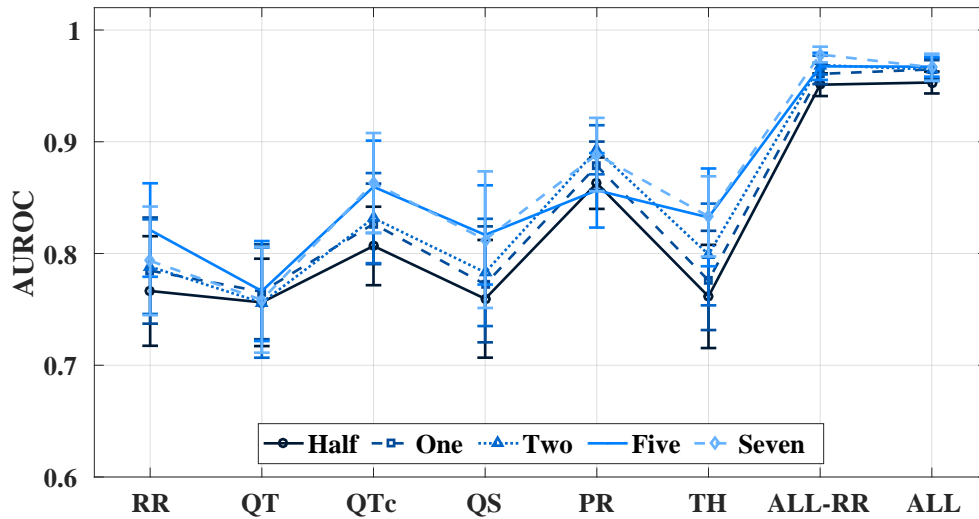 1
0.9
0.8
0.7
0.6
AUROC
Half One Two Five Seven
RR QT QTc QS PR TH ALL-RR ALL